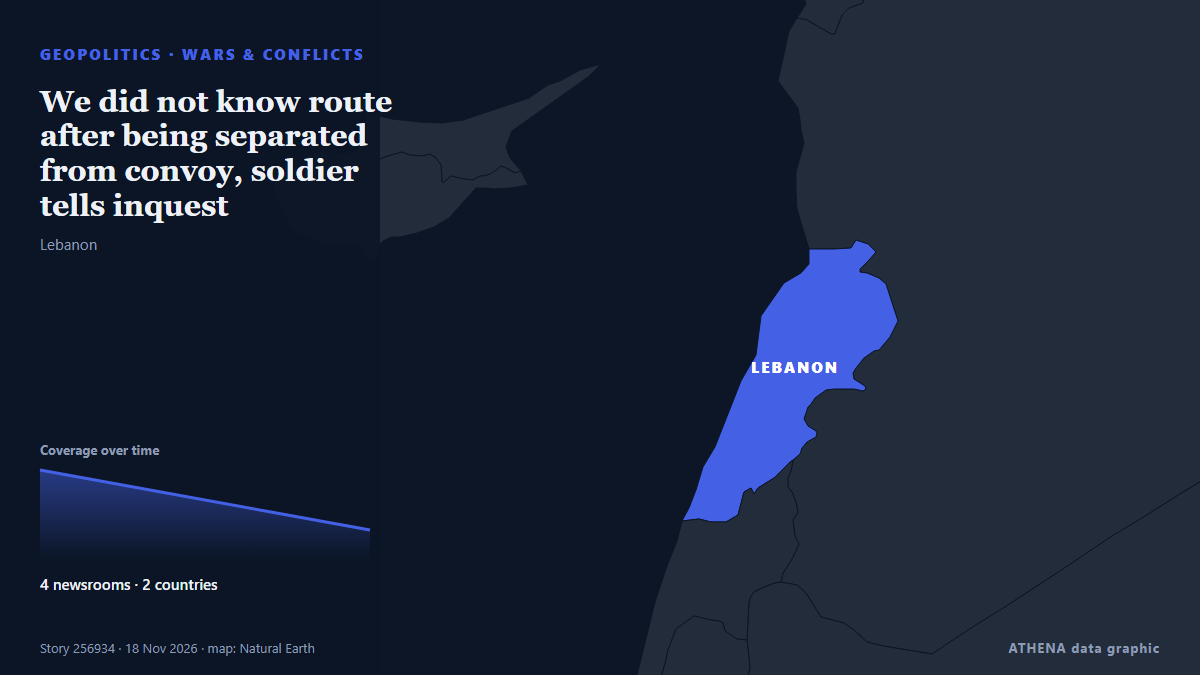 GEOPOLITICS · WARS & CONFLICTS
We did not know route
after being separated
from convoy, soldier
tells inquest
Lebanon
LEBANON
Coverage over time
4 newsrooms · 2 countries
Story 256934 · 18 Nov 2026 · map: Natural Earth
ATHENA data graphic